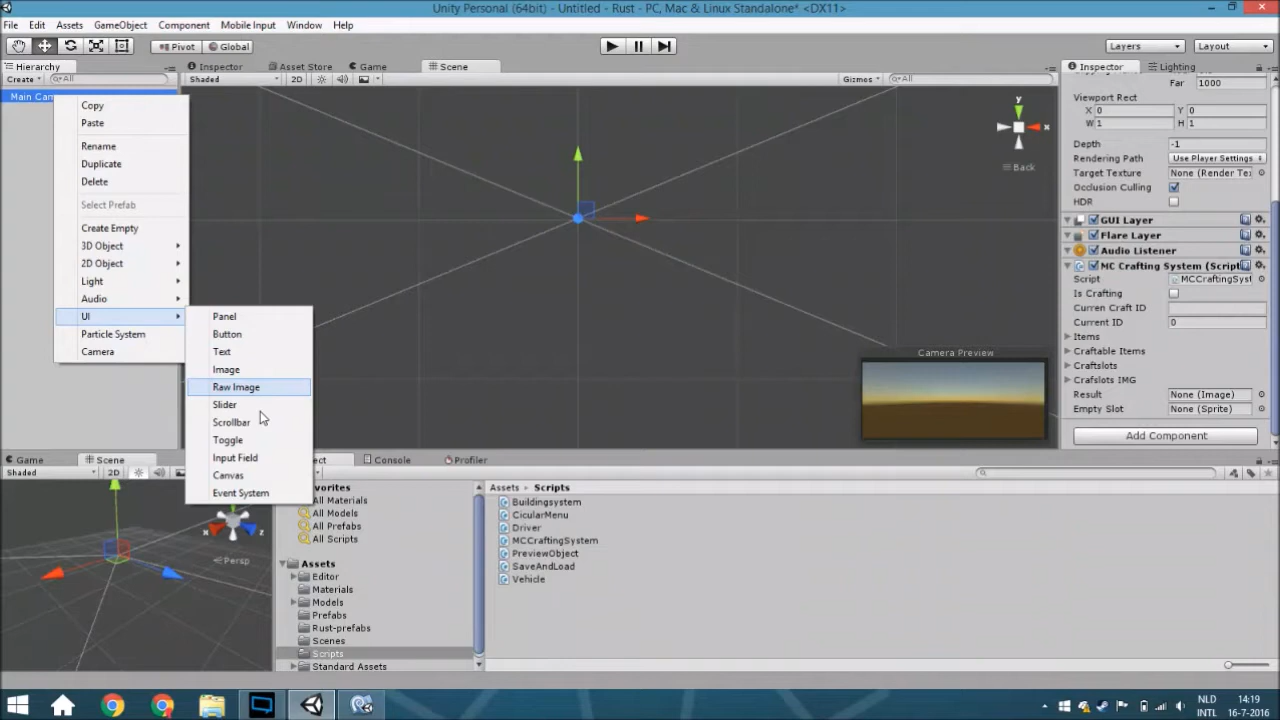 Unity Personal (64bit) - Untitled - Rust - PC, Mac & Linux Standalone* <DX11>
File Edit Assets GameObject Component Mobile Input Window Help
Pivot Global Layers Layout
Hierarchy Inspector Asset Store Game Scene Inspector Lighting
Create All Shaded 2D Gizmos All
Main Cam
Copy
Paste
Rename
Duplicate
Delete
Select Prefab
Create Empty
3D Object
2D Object
Light
Audio
UI
Particle System
Camera
Panel
Button
Text
Image
Raw Image
Slider
Scrollbar
Toggle
Input Field
Canvas
Event System
y
x
Back
Camera Preview
Far 1000
Viewport Rect
X 0 Y 0
W 1 H 1
Depth -1
Rendering Path Use Player Settings
Target Texture None (Render Te
Occlusion Culling
HDR
GUI Layer
Flare Layer
Audio Listener
MC Crafting System (Script
Script MCCraftingSyst
Is Crafting
Curren Craft ID
Current ID 0
Items
Craftable Items
Craftslots
Crafslots IMG
Result None (Image)
Empty Slot None (Sprite)
Add Component
Game Scene ect Console Profiler
Shaded 2D
x z
Persp
vorites
All Materials
All Models
All Prefabs
All Scripts
Assets
Editor
Materials
Models
Prefabs
Rust-prefabs
Scenes
Scripts
Standard Assets
Assets Scripts
Buildingsystem
CicularMenu
Driver
MCCraftingSystem
PreviewObject
SaveAndLoad
Vehicle
NLD 14:19
INTL 16-7-2016